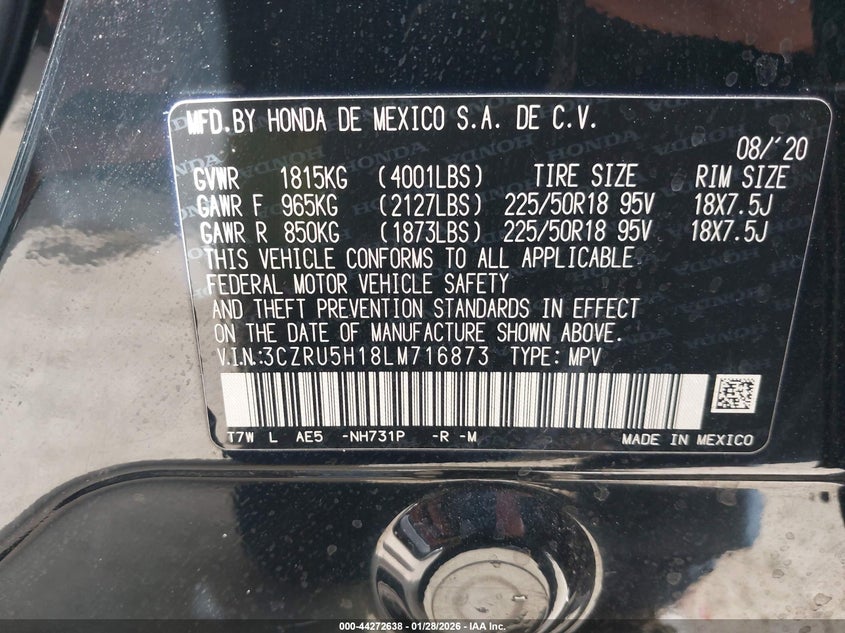 MFD.BY HONDA DE MEXICO S.A. DE C.V.
08/'20
GVWR 1815KG (4001LBS) TIRE SIZE RIM SIZE
GAWR F 965KG (2127LBS) 225/50R18 95V 18X7.5J
GAWR R 850KG (1873LBS) 225/50R18 95V 18X7.5J
THIS VEHICLE CONFORMS TO ALL APPLICABLE
FEDERAL MOTOR VEHICLE SAFETY
AND THEFT PREVENTION STANDARDS IN EFFECT
ON THE DATE OF MANUFACTURE SHOWN ABOVE.
V.I.N.:3CZRU5H18LM716873 TYPE: MPV
T7W L AE5 -NH731P -R -M MADE IN MEXICO
000-44272638 - 01/28/2026 - IAA Inc.